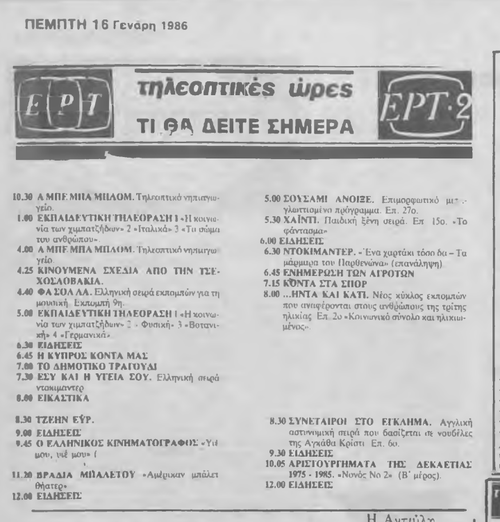 ΠΕΜΠΤΗ 16 Γενάρη 1986
ΕΡΤ
τηλεοπτικές ώρες
ΤΙ ΘΑ ΔΕΙΤΕ ΣΗΜΕΡΑ
ΕΡΤ·2
10.30 Α ΜΠΕ ΜΠΑ ΜΠΛΟΜ. Τηλεοπτικό νηπιαγω-
γείο.
1.00 ΕΚΠΑΙΔΕΥΤΙΚΗ ΤΗΛΕΟΡΑΣΗ 1 «Η κοινω-
νία των χιμπατζήδων» 2 «Ιταλικά» 3 «Το σώμα
του ανθρώπου».
4.00 Α ΜΠΕ ΜΠΑ ΜΠΛΟΜ. Τηλεοπτικό νηπιαγω-
γείο.
4.25 ΚΙΝΟΥΜΕΝΑ ΣΧΕΔΙΑ ΑΠΟ ΤΗΝ ΤΣΕ-
ΧΟΣΛΟΒΑΚΙΑ.
4.40 ΦΑ ΣΟΛ ΛΑ. Ελληνική σειρά εκπομπών για τη
μουσική. Εκπομπή 9η.
5.00 ΕΚΠΑΙΔΕΥΤΙΚΗ ΤΗΛΕΟΡΑΣΗ 1 «Η κοινω-
νία των χιμπατζήδων» 2 - Φυσική» 3 «Βοτανι-
κή» 4 «Γερμανικά».
6.30 ΕΙΔΗΣΕΙΣ
6.45 Η ΚΥΠΡΟΣ ΚΟΝΤΑ ΜΑΣ
7.00 ΤΟ ΔΗΜΟΤΙΚΟ ΤΡΑΓΟΥΔΙ
7.30 ΕΣΥ ΚΑΙ Η ΥΓΕΙΑ ΣΟΥ. Ελληνική σειρά
ντοκιμαντερ
8.00 ΕΙΚΑΣΤΙΚΑ
8.30 ΤΖΕΗΝ ΕΥΡ.
9.00 ΕΙΔΗΣΕΙΣ
9.45 Ο ΕΛΛΗΝΙΚΟΣ ΚΙΝΗΜΑΤΟΓΡΑΦΟΣ «Υιέ
μου, υιέ μου» (
11.20 ΒΡΑΔΙΑ ΜΠΑΛΕΤΟΥ «Αμέρικαν μπάλετ
θήατερ»
12.00 ΕΙΔΗΣΕΙΣ
5.00 ΣΟΥΣΑΜΙ ΑΝΟΙΞΕ. Επιμορφωτικό
πρόγραμμα. Επ. 27ο.
5.30 ΧΑΪΝΤΙ. Παιδική ξένη σειρά. Επ 15ο. «Το
φάντασμα»
6.00 ΕΙΔΗΣΕΙΣ
6.30 ΝΤΟΚΙΜΑΝΤΕΡ. «Ένα χορτάκι τόσο δα – Τα
μάρμαρα του Παρθενώνα» (επανάληψη).
6.45 ΕΝΗΜΕΡΩΣΗ ΤΩΝ ΑΓΡΟΤΩΝ
7.15 ΚΟΝΤΑ ΣΤΑ ΣΠΟΡ
8.00 ...ΗΝΤΑ ΚΑΙ ΚΑΤΙ. Νέος κύκλος εκπομπών
που αναφέρονται στους ανθρώπους της τρίτης
ηλικίας. Επ. 2ο «Κοινωνικό σύνολο και ηλικιω-
μένος».
8.30 ΣΥΝΕΤΑΙΡΟΙ ΣΤΟ ΕΓΚΛΗΜΑ. Αγγλική
αστυνομική σειρά που βασίζεται σε νουβέλες
της Αγκάθα Κρίστι Επ. 6ο.
9.30 ΕΙΔΗΣΕΙΣ
10.05 ΑΡΙΣΤΟΥΡΓΗΜΑΤΑ ΤΗΣ ΔΕΚΑΕΤΙΑΣ
1975 - 1985. «Νονός Νο 2» (Β' μέρος).
12.00 ΕΙΔΗΣΕΙΣ